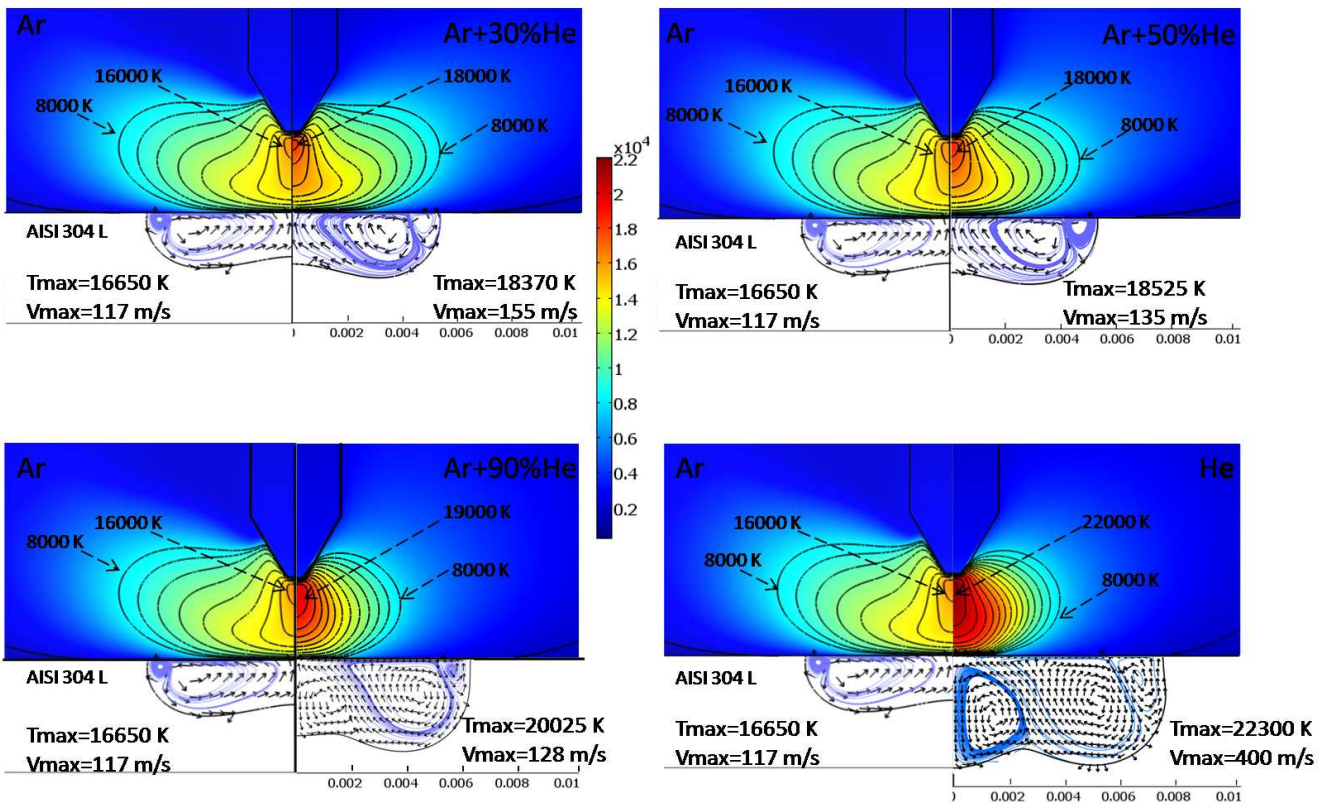 Ar
Ar+30%He
16000 K
18000 K
8000 K
8000 K
AISI 304 L
Tmax=16650 K
Vmax=117 m/s
Tmax=18370 K
Vmax=155 m/s
0
0.002
0.004
0.006
0.008
0.01
x10⁴
2.2
2
1.8
1.6
1.4
1.2
1
0.8
0.6
0.4
0.2
Ar
Ar+50%He
16000 K
18000 K
8000 K
8000 K
AISI 304 L
Tmax=16650 K
Vmax=117 m/s
Tmax=18525 K
Vmax=135 m/s
0
0.002
0.004
0.006
0.008
0.01
Ar
Ar+90%He
16000 K
19000 K
8000 K
8000 K
AISI 304 L
Tmax=16650 K
Vmax=117 m/s
Tmax=20025 K
Vmax=128 m/s
0.002
0.004
0.006
0.008
0.01
Ar
He
16000 K
22000 K
8000 K
8000 K
AISI 304 L
Tmax=16650 K
Vmax=117 m/s
Tmax=22300 K
Vmax=400 m/s
0.002
0.004
0.006
0.008
0.01